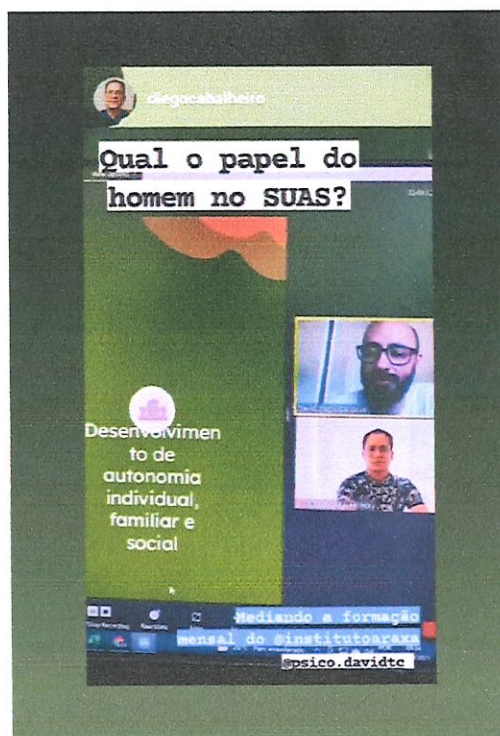 diegocabalheiro
Qual o papel do
homem no SUAS?
Desenvolvimen
to de
autonomia
individual,
familiar e
social
Mediando a formação
mensal do @institutoaraxa
@psico.davidtc